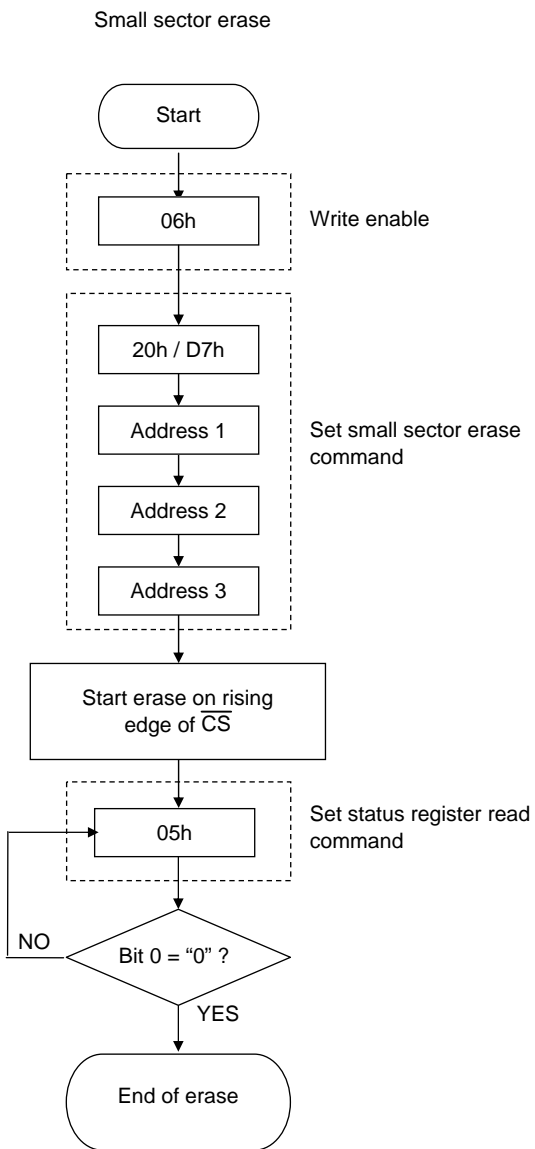 Small sector erase
Start
06h
Write enable
20h / D7h
Address 1
Set small sector erase
command
Address 2
Address 3
Start erase on rising
edge of C̅S̅
Set status register read
command
05h
NO
Bit 0 = “0” ?
YES
End of erase